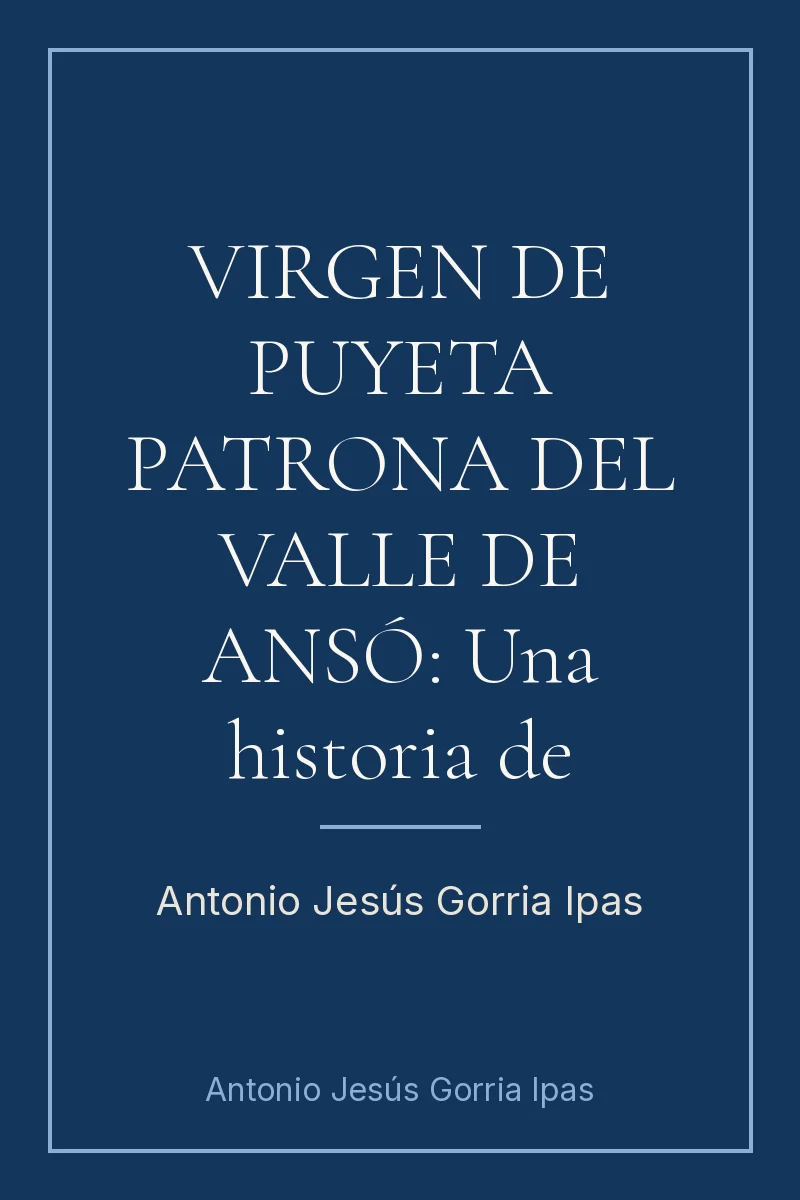 VIRGEN DE
PUYETA
PATRONA DEL
VALLE DE
ANSÓ: Una
historia de
Antonio Jesús Gorria Ipas
Antonio Jesús Gorria Ipas